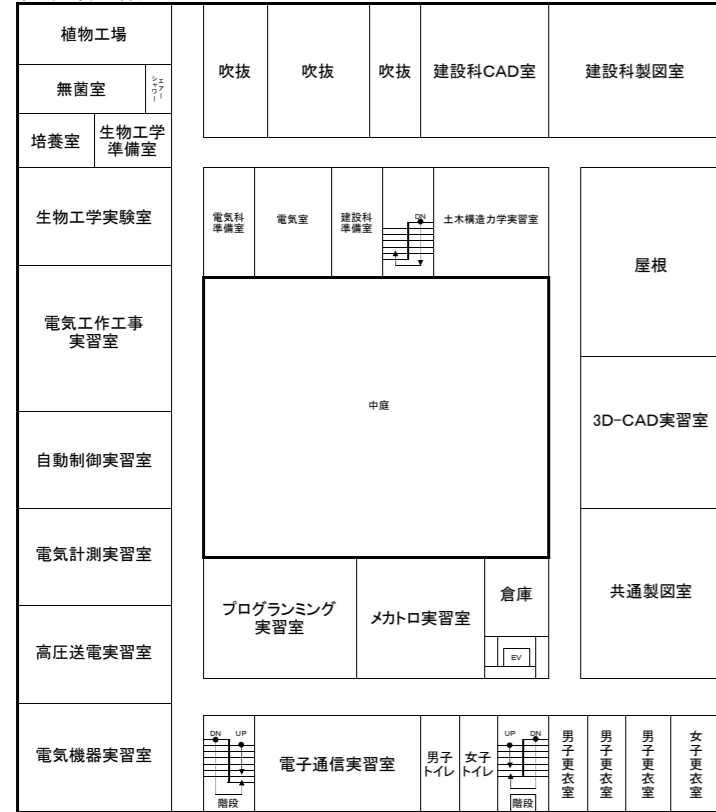 植物工場
無菌室
エアー
シャワー
培養室
生物工学
準備室
生物工学実験室
電気工作工事
実習室
自動制御実習室
電気計測実習室
高圧送電実習室
電気機器実習室
吹抜
吹抜
吹抜
建設科CAD室
建設科製図室
電気科
準備室
電気室
建設科
準備室
DN
土木構造力学実習室
屋根
中庭
3D-CAD実習室
共通製図室
プログランミング
実習室
メカトロ実習室
倉庫
EV
DN
UP
階段
電子通信実習室
男子
トイレ
女子
トイレ
UP
DN
階段
男子更衣室
男子更衣室
男子更衣室
女子更衣室